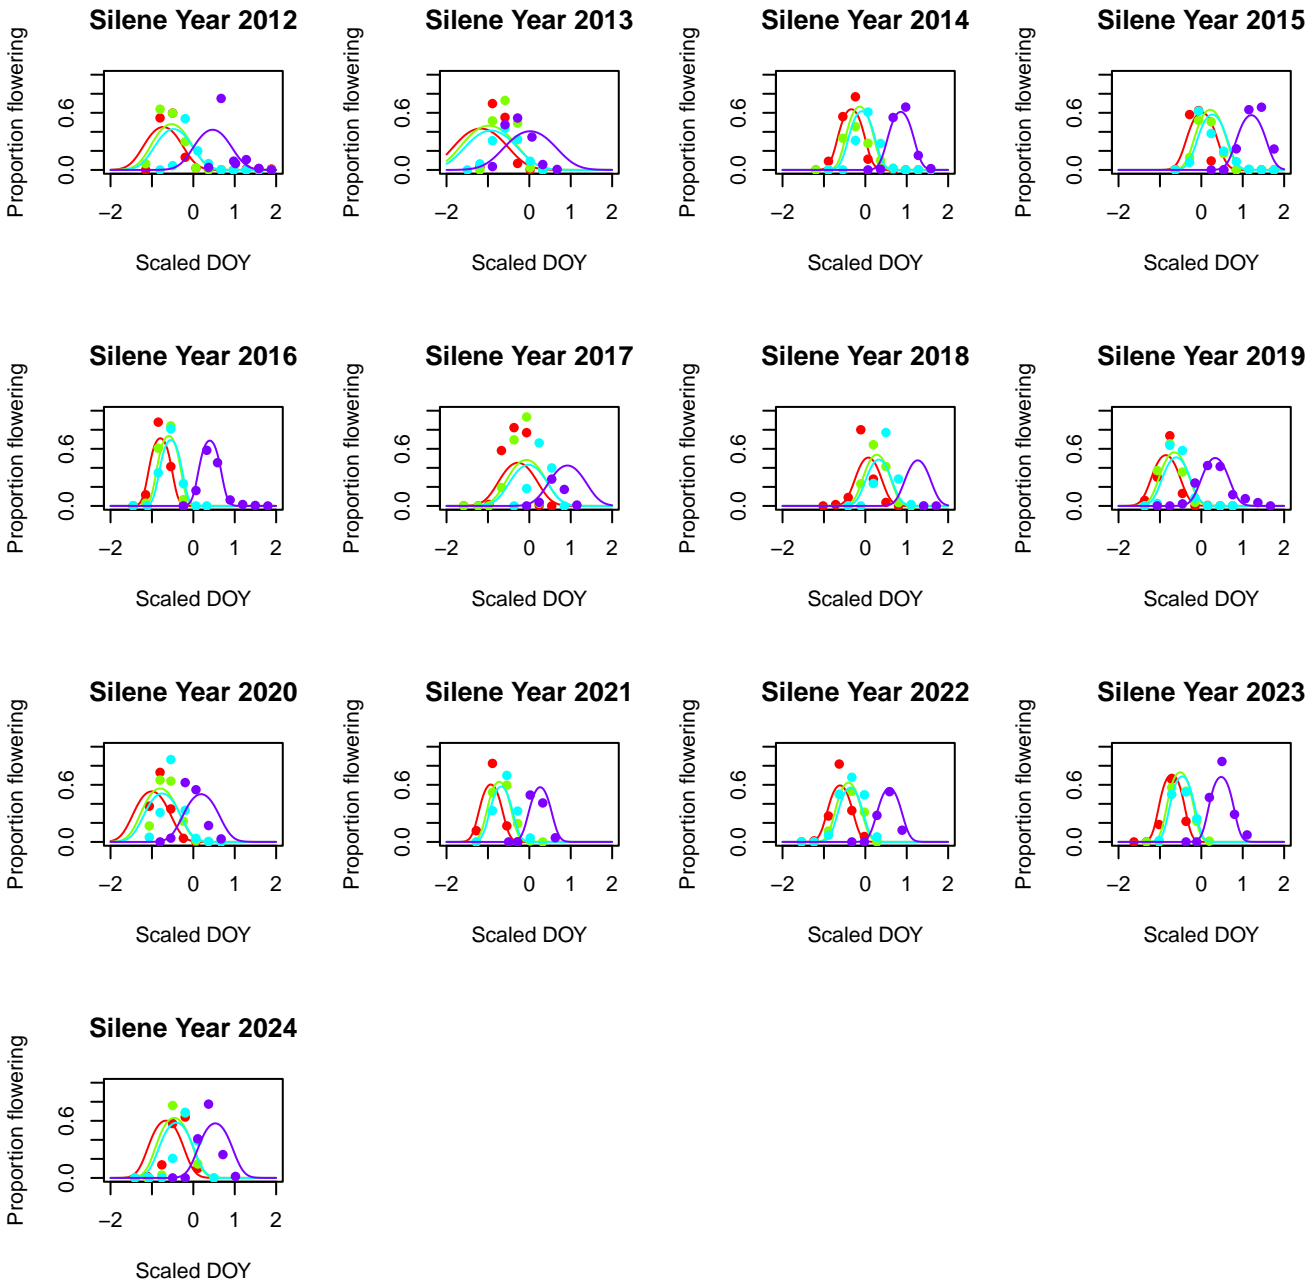 Silene Year 2012
Proportion flowering
0.0 0.6
−2 0 1 2
Scaled DOY
Silene Year 2013
Proportion flowering
0.0 0.6
−2 0 1 2
Scaled DOY
Silene Year 2014
Proportion flowering
0.0 0.6
−2 0 1 2
Scaled DOY
Silene Year 2015
Proportion flowering
0.0 0.6
−2 0 1 2
Scaled DOY
Silene Year 2016
Proportion flowering
0.0 0.6
−2 0 1 2
Scaled DOY
Silene Year 2017
Proportion flowering
0.0 0.6
−2 0 1 2
Scaled DOY
Silene Year 2018
Proportion flowering
0.0 0.6
−2 0 1 2
Scaled DOY
Silene Year 2019
Proportion flowering
0.0 0.6
−2 0 1 2
Scaled DOY
Silene Year 2020
Proportion flowering
0.0 0.6
−2 0 1 2
Scaled DOY
Silene Year 2021
Proportion flowering
0.0 0.6
−2 0 1 2
Scaled DOY
Silene Year 2022
Proportion flowering
0.0 0.6
−2 0 1 2
Scaled DOY
Silene Year 2023
Proportion flowering
0.0 0.6
−2 0 1 2
Scaled DOY
Silene Year 2024
Proportion flowering
0.0 0.6
−2 0 1 2
Scaled DOY